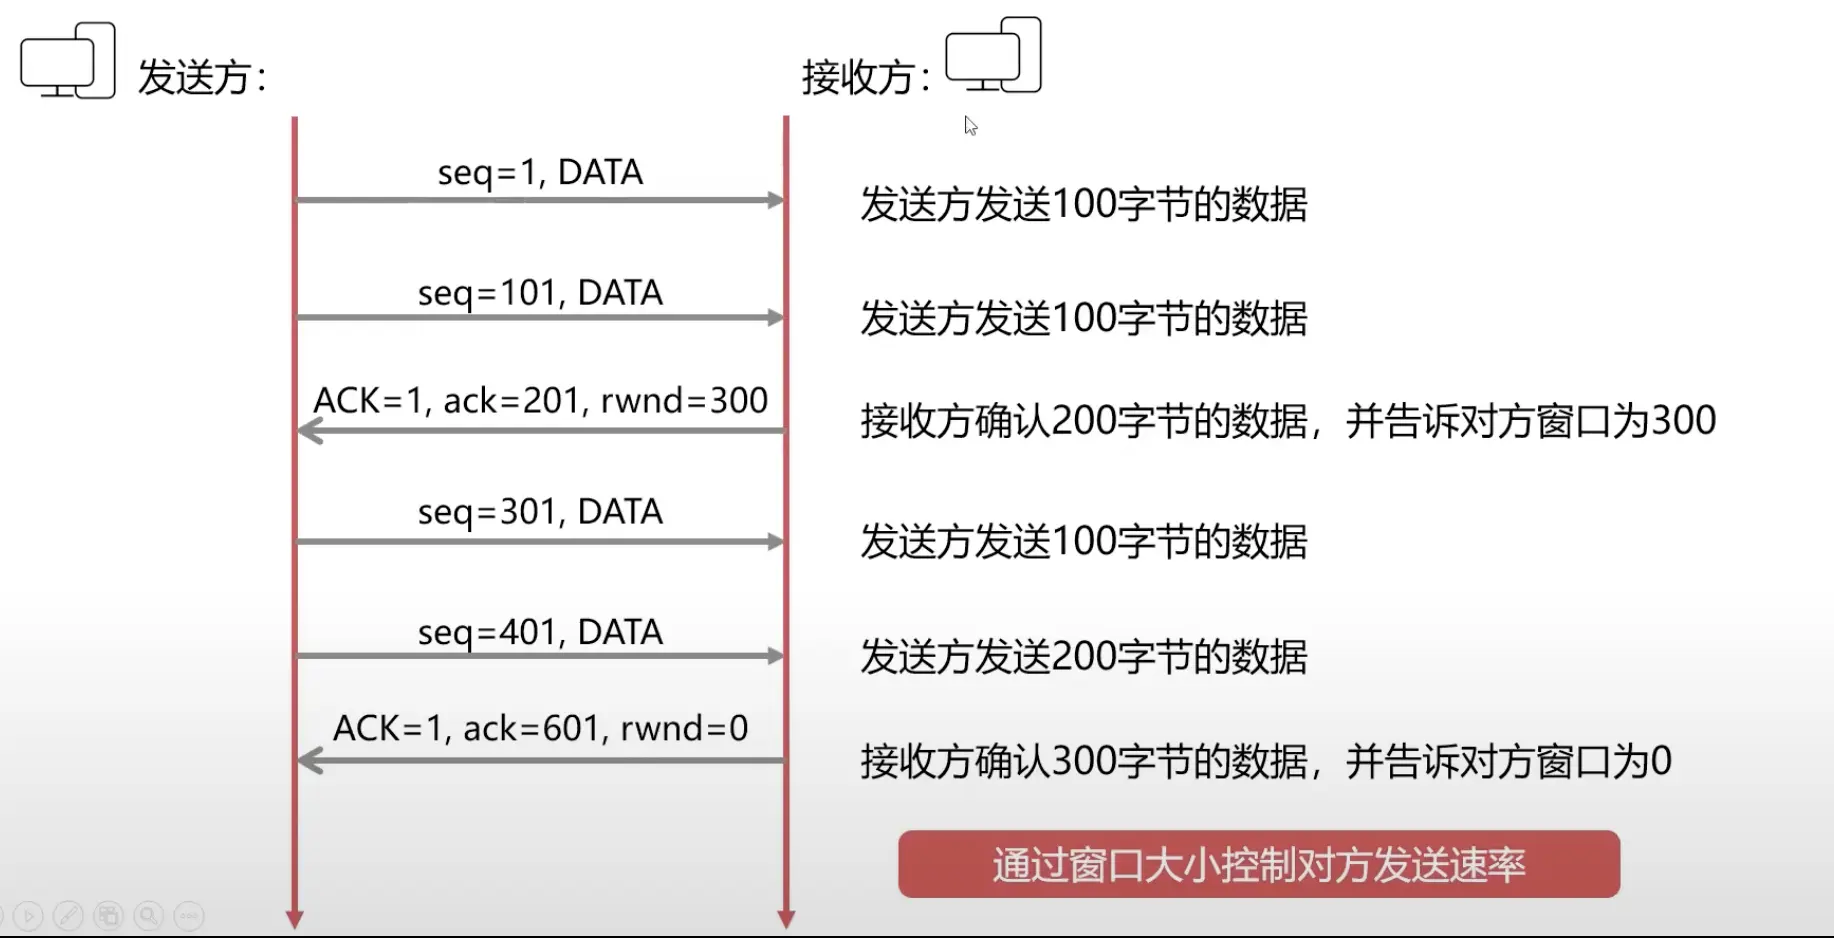 发送方：
接收方：
seq=1, DATA
发送方发送100字节的数据
seq=101, DATA
发送方发送100字节的数据
ACK=1, ack=201, rwnd=300
接收方确认200字节的数据，并告诉对方窗口为300
seq=301, DATA
发送方发送100字节的数据
seq=401, DATA
发送方发送200字节的数据
ACK=1, ack=601, rwnd=0
接收方确认300字节的数据，并告诉对方窗口为0
通过窗口大小控制对方发送速率